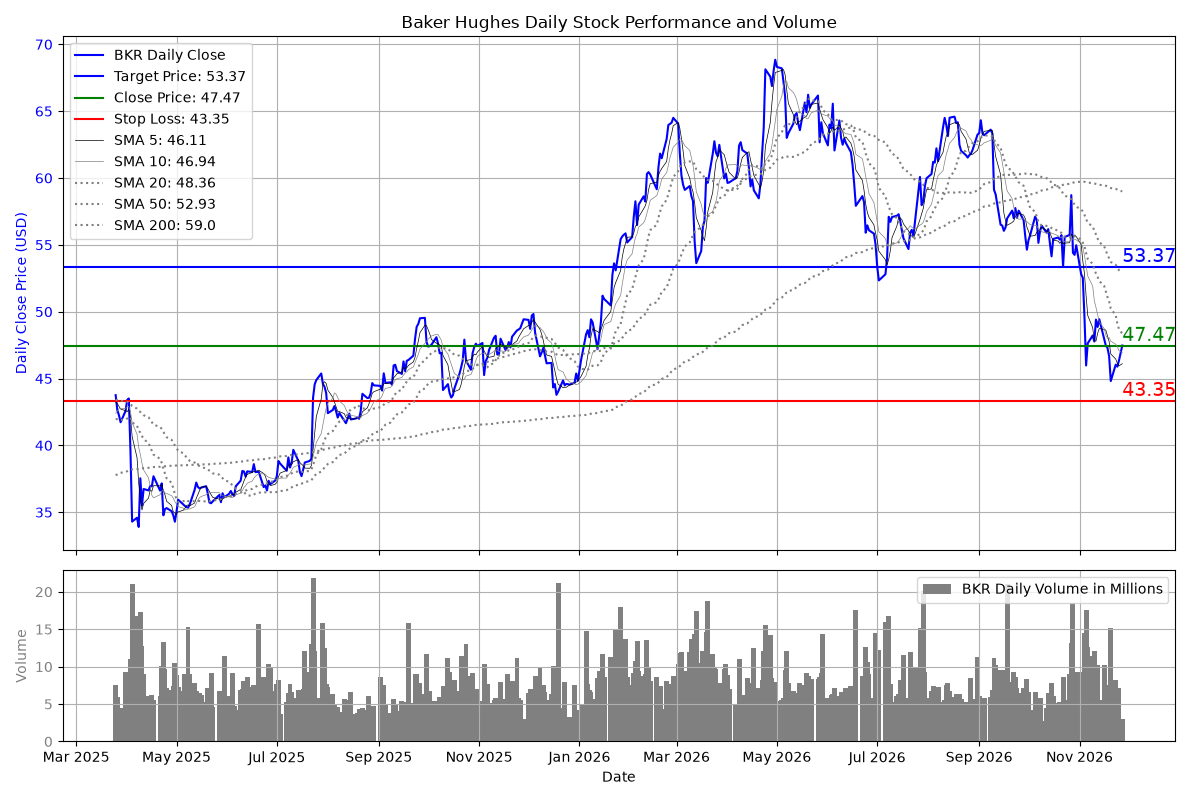 Baker Hughes Daily Stock Performance and Volume
70
65
60
55
50
45
40
35
Daily Close Price (USD)
BKR Daily Close
Target Price: 53.37
Close Price: 47.47
Stop Loss: 43.35
SMA 5: 46.11
SMA 10: 46.94
SMA 20: 48.36
SMA 50: 52.93
SMA 200: 59.0
53.37
47.47
43.35
20
15
10
5
0
Volume
BKR Daily Volume in Millions
Mar 2025 May 2025 Jul 2025 Sep 2025 Nov 2025 Jan 2026 Mar 2026 May 2026 Jul 2026 Sep 2026 Nov 2026
Date